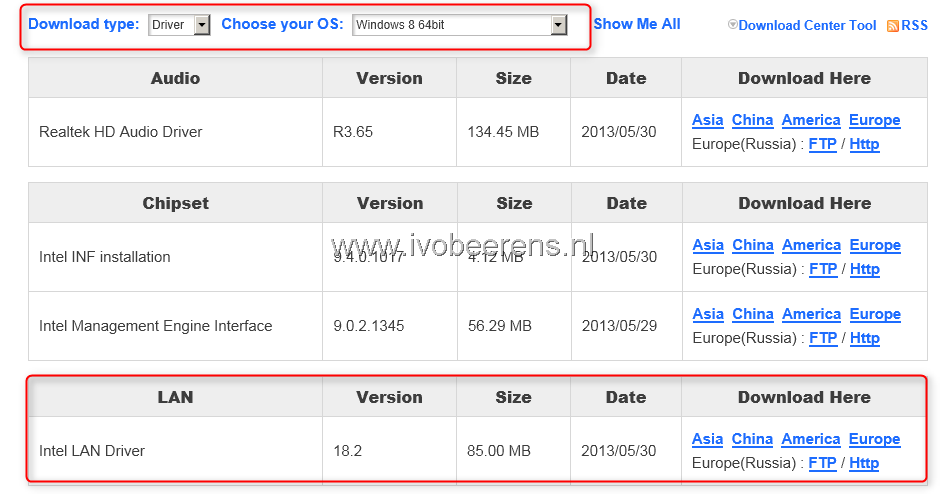 Download type: Driver Choose your OS: Windows 8 64bit Show Me All Download Center Tool RSS
Audio Version Size Date Download Here
Realtek HD Audio Driver R3.65 134.45 MB 2013/05/30 Asia China America Europe
Europe(Russia) : FTP / Http
Chipset Version Size Date Download Here
www.ivobeerens.nl
Intel INF installation 9.4.0.1017 4.12 MB 2013/05/30 Asia China America Europe
Europe(Russia) : FTP / Http
Intel Management Engine Interface 9.0.2.1345 56.29 MB 2013/05/29 Asia China America Europe
Europe(Russia) : FTP / Http
LAN Version Size Date Download Here
Intel LAN Driver 18.2 85.00 MB 2013/05/30 Asia China America Europe
Europe(Russia) : FTP / Http